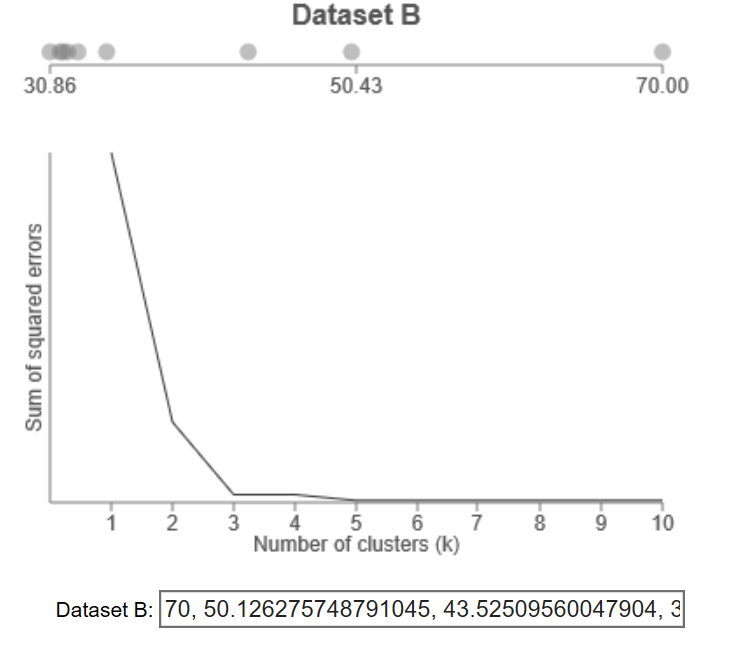 Dataset B
30.86 50.43 70.00
Sum of squared errors
1 2 3 4 5 6 7 8 9 10
Number of clusters (k)
Dataset B: 70, 50.126275748791045, 43.52509560047904, 3